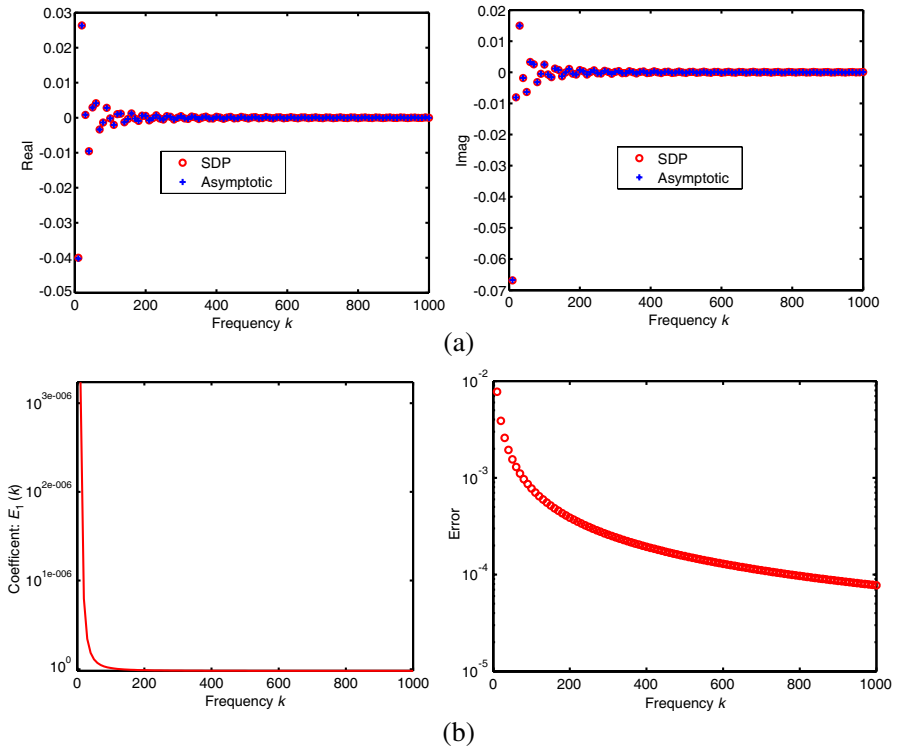 0.03
0.02
0.01
0
-0.01
-0.02
-0.03
-0.04
-0.05
Real
SDP
Asymptotic
0
200
400
600
800
1000
Frequency k
0.02
0.01
0
-0.01
-0.02
-0.03
-0.04
-0.05
-0.06
-0.07
Imag
SDP
Asymptotic
0
200
400
600
800
1000
Frequency k
(a)
10^3e-006
10^2e-006
10^1e-006
10^0
Coefficent: E₁ (k)
0
200
400
600
800
1000
Frequency k
10^-2
10^-3
10^-4
10^-5
Error
0
200
400
600
800
1000
Frequency k
(b)